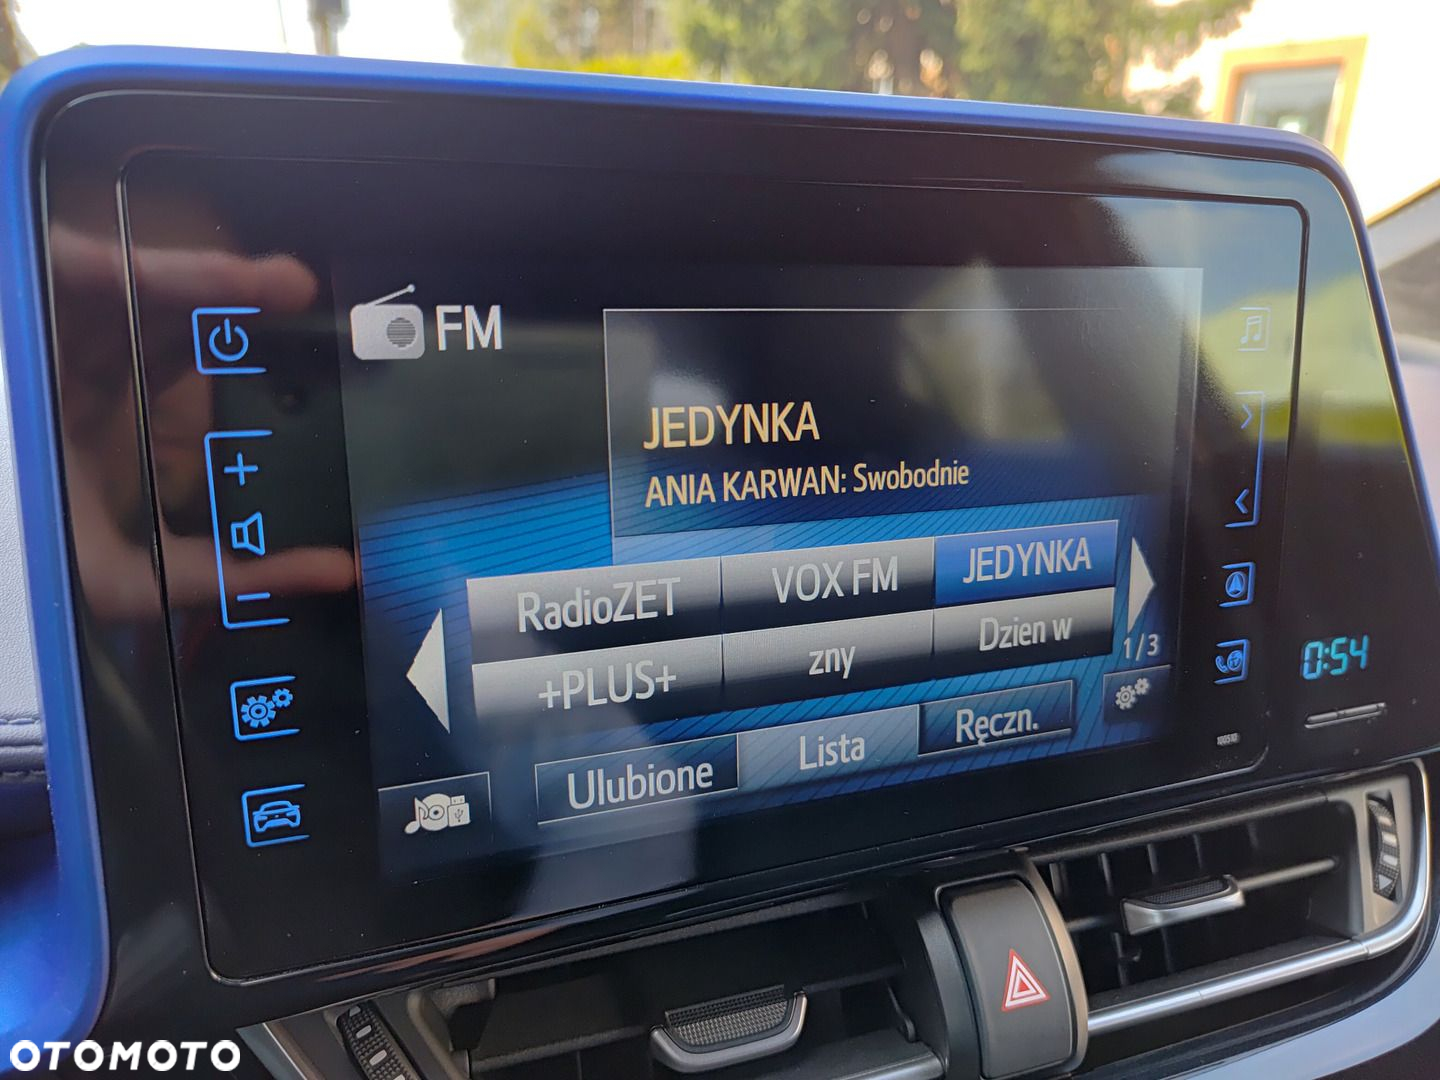 FM
JEDYNKA
ANIA KARWAN: Swobodnie
RadioZET
VOX FM
JEDYNKA
+PLUS+
zny
Dzien w
1/3
Ulubione
Lista
Ręczn.
0:54
100510
OTOMOTO